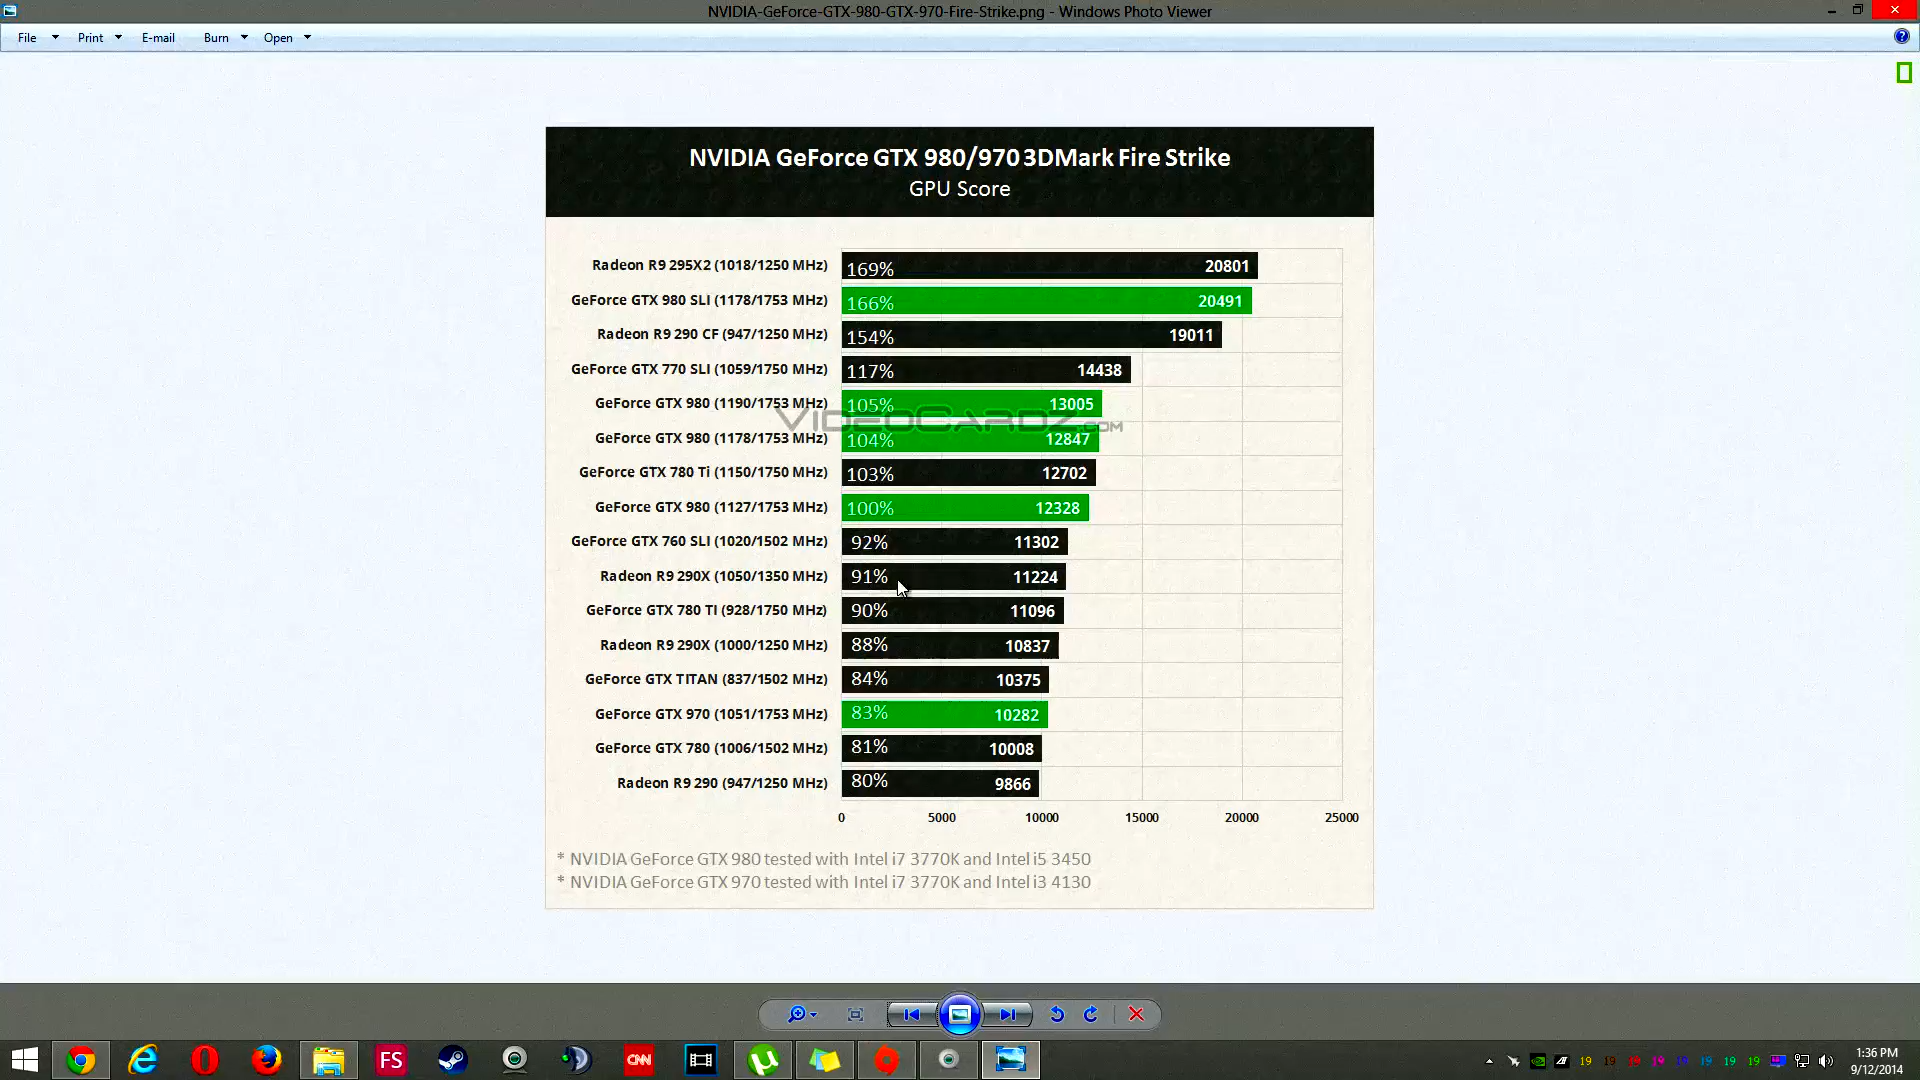 NVIDIA-GeForce-GTX-980-GTX-970-Fire-Strike.png - Windows Photo Viewer
File Print E-mail Burn Open
NVIDIA GeForce GTX 980/970 3DMark Fire Strike
GPU Score
Radeon R9 295X2 (1018/1250 MHz) 169% 20801
GeForce GTX 980 SLI (1178/1753 MHz) 166% 20491
Radeon R9 290 CF (947/1250 MHz) 154% 19011
GeForce GTX 770 SLI (1059/1750 MHz) 117% 14438
GeForce GTX 980 (1190/1753 MHz) 105% 13005
VIDEOCARDZ.COM
GeForce GTX 980 (1178/1753 MHz) 104% 12847
GeForce GTX 780 Ti (1150/1750 MHz) 103% 12702
GeForce GTX 980 (1127/1753 MHz) 100% 12328
GeForce GTX 760 SLI (1020/1502 MHz) 92% 11302
Radeon R9 290X (1050/1350 MHz) 91% 11224
GeForce GTX 780 TI (928/1750 MHz) 90% 11096
Radeon R9 290X (1000/1250 MHz) 88% 10837
GeForce GTX TITAN (837/1502 MHz) 84% 10375
GeForce GTX 970 (1051/1753 MHz) 83% 10282
GeForce GTX 780 (1006/1502 MHz) 81% 10008
Radeon R9 290 (947/1250 MHz) 80% 9866
0 5000 10000 15000 20000 25000
* NVIDIA GeForce GTX 980 tested with Intel i7 3770K and Intel i5 3450
* NVIDIA GeForce GTX 970 tested with Intel i7 3770K and Intel i3 4130
FS CNN 19 19 19 19 19 19 19 19 1:36 PM
9/12/2014